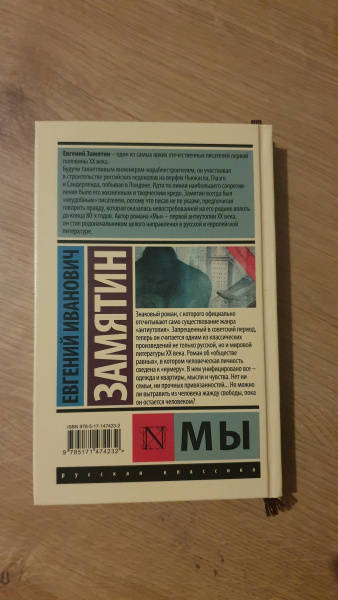 Евгений Замятин – один из самых ярких отечественных писателей первой
половины XX века.
Будучи талантливым инженером-кораблестроителем, он участвовал
в строительстве российских ледоколов на верфях Ньюкасла, Глазго
и Сандерленда, побывал в Лондоне. Идти по линии наибольшего сопротив-
ления было его жизненным и творческим кредо. Замятин всегда был
«неудобным» писателем, потому что писал не по указке, предпочитая
говорить правду, которая оказалась невостребованной на его родине вплоть
до конца 80-х годов. Автор романа «Мы» – первой антиутопии XX века,
он стал родоначальником целого направления в русской и европейской
литературе.
ЕВГЕНИЙ ИВАНОВИЧ
ЗАМЯТИН
Знаковый роман, с которого официально
отсчитывают само существование жанра
«антиутопия». Запрещенный в советский период,
теперь он считается одним из классических
произведений не только русской, но и мировой
литературы XX века. Роман об «обществе
равных», в котором человеческая личность
сведена к «нумеру». В нем унифицировано все –
одежда и квартиры, мысли и чувства. Нет ни
семьи, ни прочных привязанностей... Но можно
ли вытравить из человека жажду свободы, пока
он остается человеком?
ISBN 978-5-17-147423-2
9 785171 474232 >
N
МЫ
русская классика